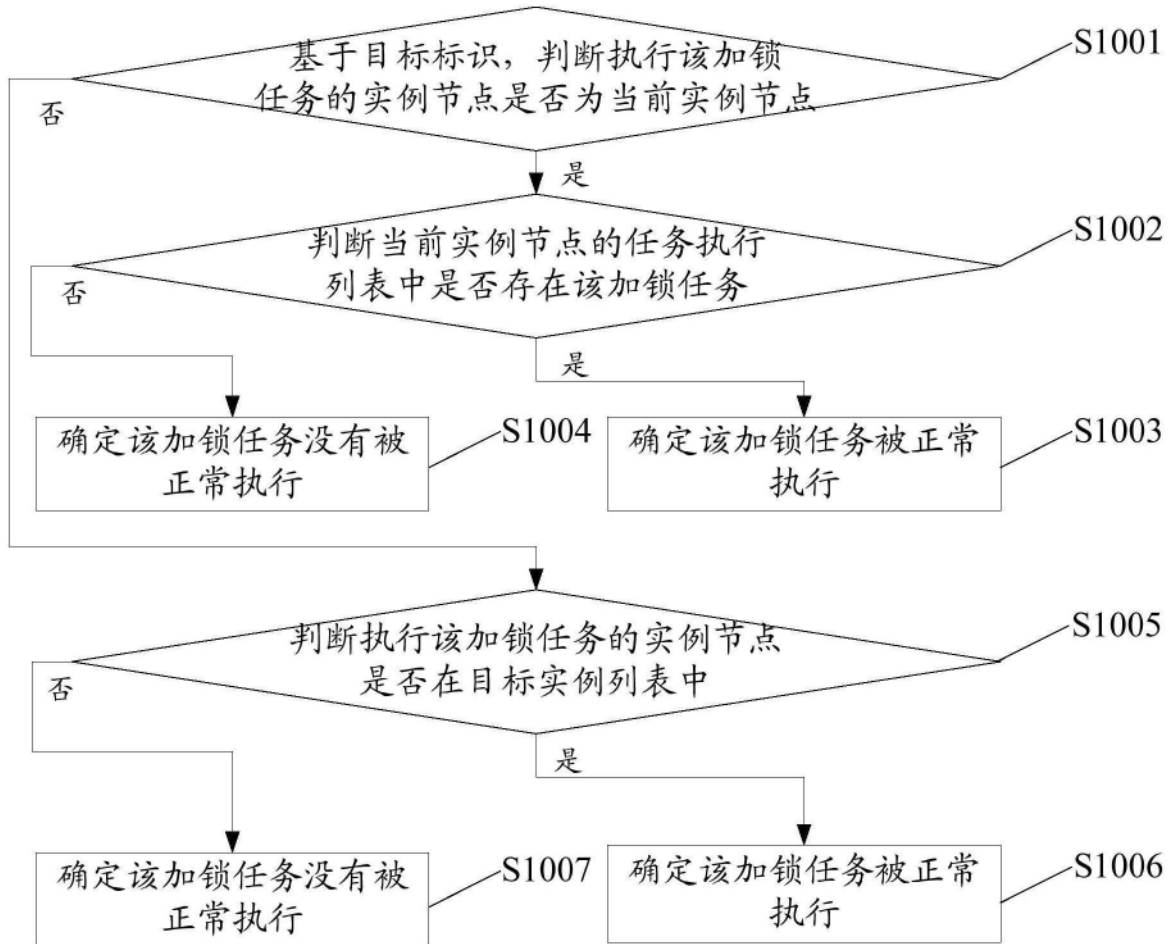 基于目标标识，判断执行该加锁
任务的实例节点是否为当前实例节点
S1001
否
是
判断当前实例节点的任务执行
列表中是否存在该加锁任务
S1002
否
是
确定该加锁任务没有被
正常执行
S1004
确定该加锁任务被正常
执行
S1003
判断执行该加锁任务的实例节点
是否在目标实例列表中
S1005
否
是
确定该加锁任务没有被
正常执行
S1007
确定该加锁任务被正常
执行
S1006